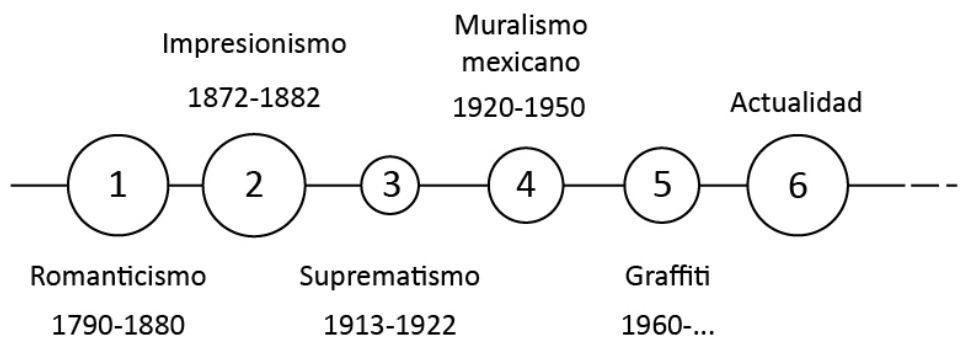 Impresionismo
1872-1882
Muralismo
mexicano
1920-1950
Actualidad
1
2
3
4
5
6
Romanticismo
1790-1880
Suprematismo
1913-1922
Graffiti
1960-...